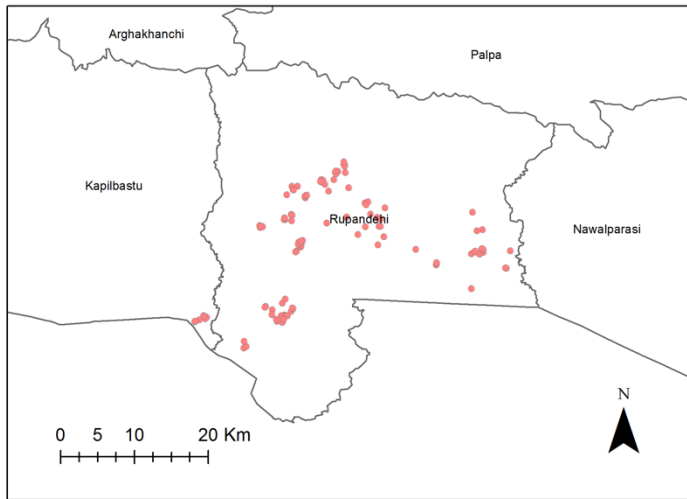 Arghakhanchi
Palpa
Kapilbastu
Rupandehi
Nawalparasi
N
0 5 10 20 Km